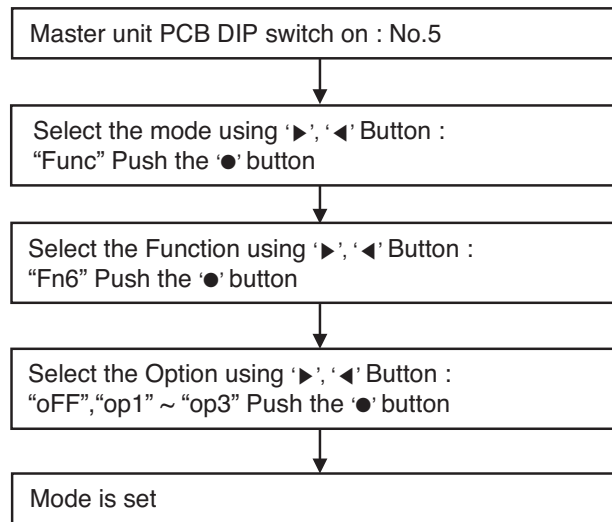 Master unit PCB DIP switch on : No.5
Select the mode using ‘▶’, ‘◀’ Button :
“Func” Push the ‘●’ button
Select the Function using ‘▶’, ‘◀’ Button :
“Fn6” Push the ‘●’ button
Select the Option using ‘▶’, ‘◀’ Button :
“oFF”,“op1” ~ “op3” Push the ‘●’ button
Mode is set